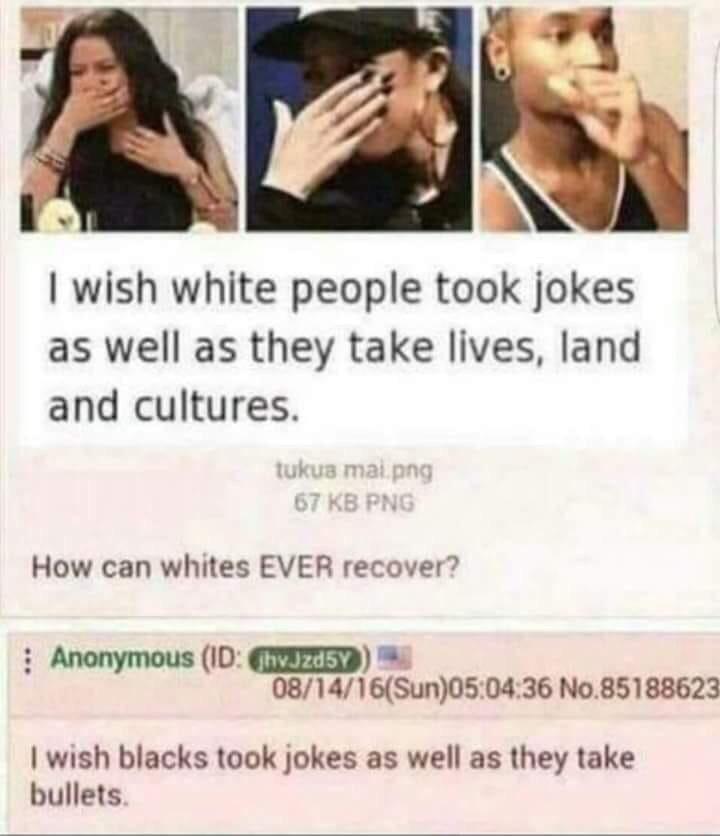 I wish white people took jokes
as well as they take lives, land
and cultures.
tukua mai.png
67 KB PNG
How can whites EVER recover?
Anonymous (ID: jhvJzd5Y)
08/14/16(Sun)05:04:36 No.85188623
I wish blacks took jokes as well as they take
bullets.